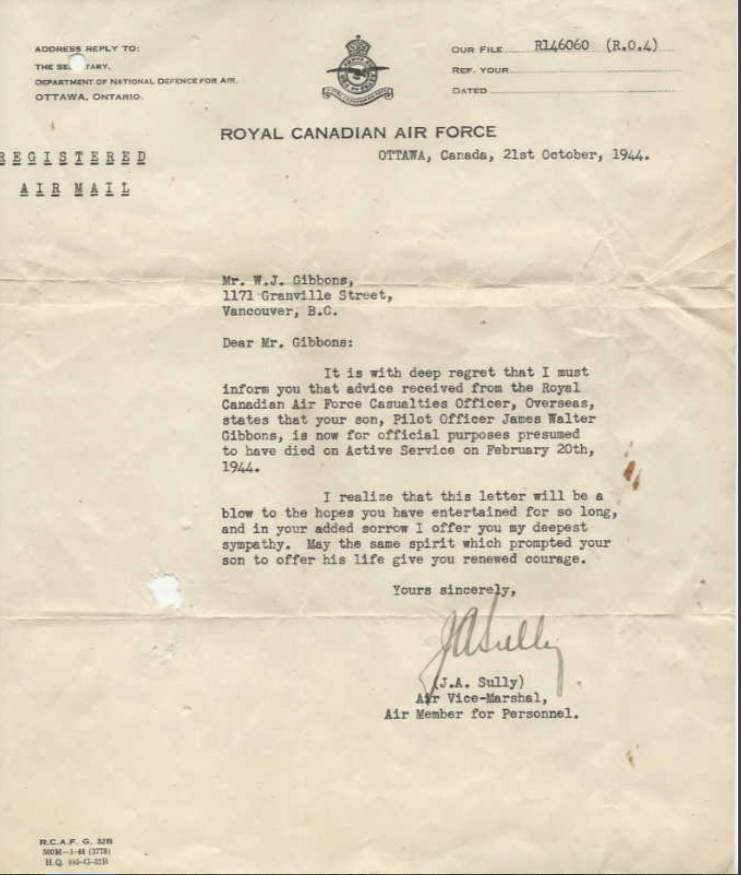 ADDRESS REPLY TO:
THE SE TARY,
DEPARTMENT OF NATIONAL DEFENCE FOR AIR.
OTTAWA, ONTARIO.
OUR FILE R146060 (R.O.4)
REF. YOUR
DATED
ROYAL CANADIAN AIR FORCE
OTTAWA, Canada, 21st October, 1944.
REGISTERED
AIR MAIL
Mr. W.J. Gibbons,
1171 Granville Street,
Vancouver, B.C.
Dear Mr. Gibbons:
It is with deep regret that I must
inform you that advice received from the Royal
Canadian Air Force Casualties Officer, Overseas,
states that your son, Pilot Officer James Walter
Gibbons, is now for official purposes presumed
to have died on Active Service on February 20th,
1944.
I realize that this letter will be a
blow to the hopes you have entertained for so long,
and in your added sorrow I offer you my deepest
sympathy. May the same spirit which prompted your
son to offer his life give you renewed courage.
Yours sincerely,
JASully
(J.A. Sully)
Air Vice-Marshal,
Air Member for Personnel.
R.C.A.F. G. 32B
500M—1-44 (3778)
H.Q. 885-G-32B